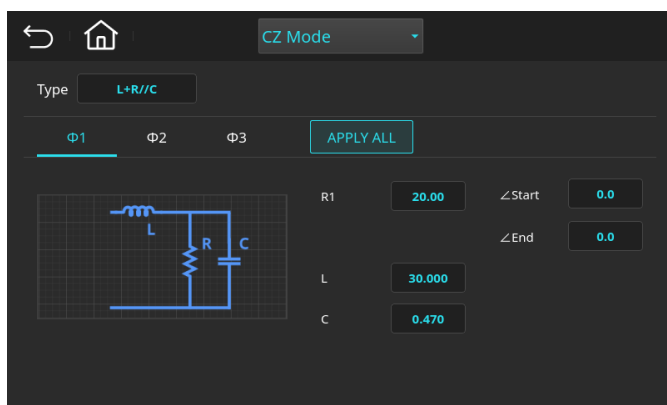 CZ Mode
Type L+R//C
Φ1 Φ2 Φ3 APPLY ALL
L
R C
R1 20.00 ∠Start 0.0
∠End 0.0
L 30.000
C 0.470